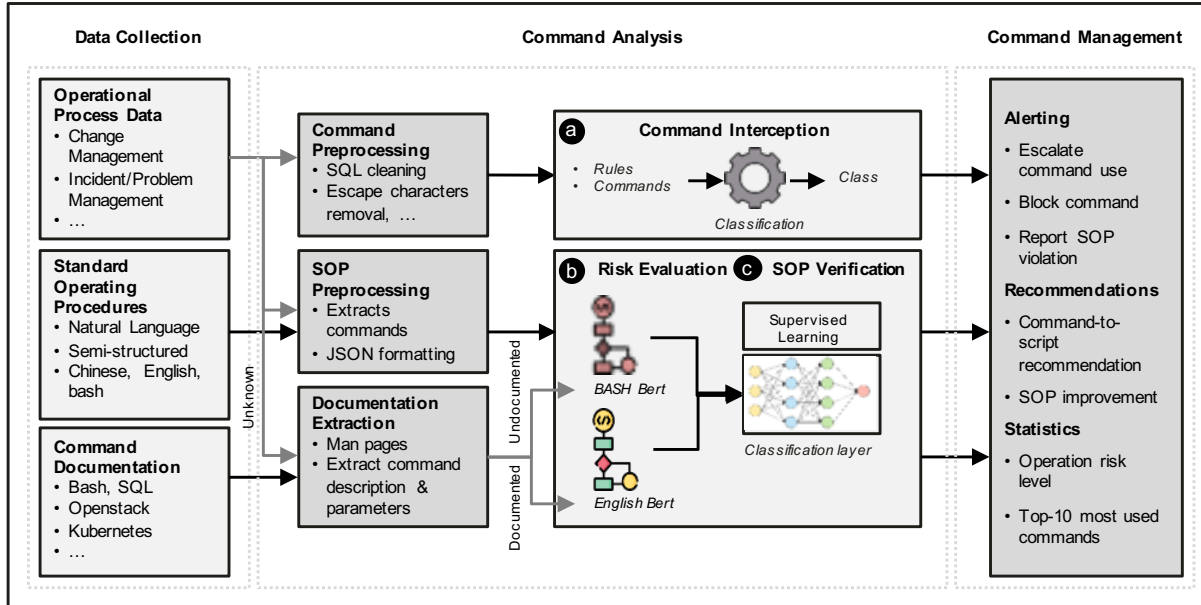 Data Collection
Command Analysis
Command Management
Operational
Process Data
• Change
Management
• Incident/Problem
Management
• …
Standard
Operating
Procedures
• Natural Language
• Semi-structured
• Chinese, English,
bash
Command
Documentation
• Bash, SQL
• Openstack
• Kubernetes
• …
Unknown
Command
Preprocessing
• SQL cleaning
• Escape characters
removal, …
SOP
Preprocessing
• Extracts
commands
• JSON formatting
Documentation
Extraction
• Man pages
• Extract command
description &
parameters
Undocumented
Documented
a Command Interception
• Rules
• Commands
Class
Classification
b Risk Evaluation
c SOP Verification
BASH Bert
English Bert
Supervised
Learning
Classification layer
Alerting
• Escalate
command use
• Block command
• Report SOP
violation
Recommendations
• Command-to-
script
recommendation
• SOP improvement
Statistics
• Operation risk
level
• Top-10 most used
commands